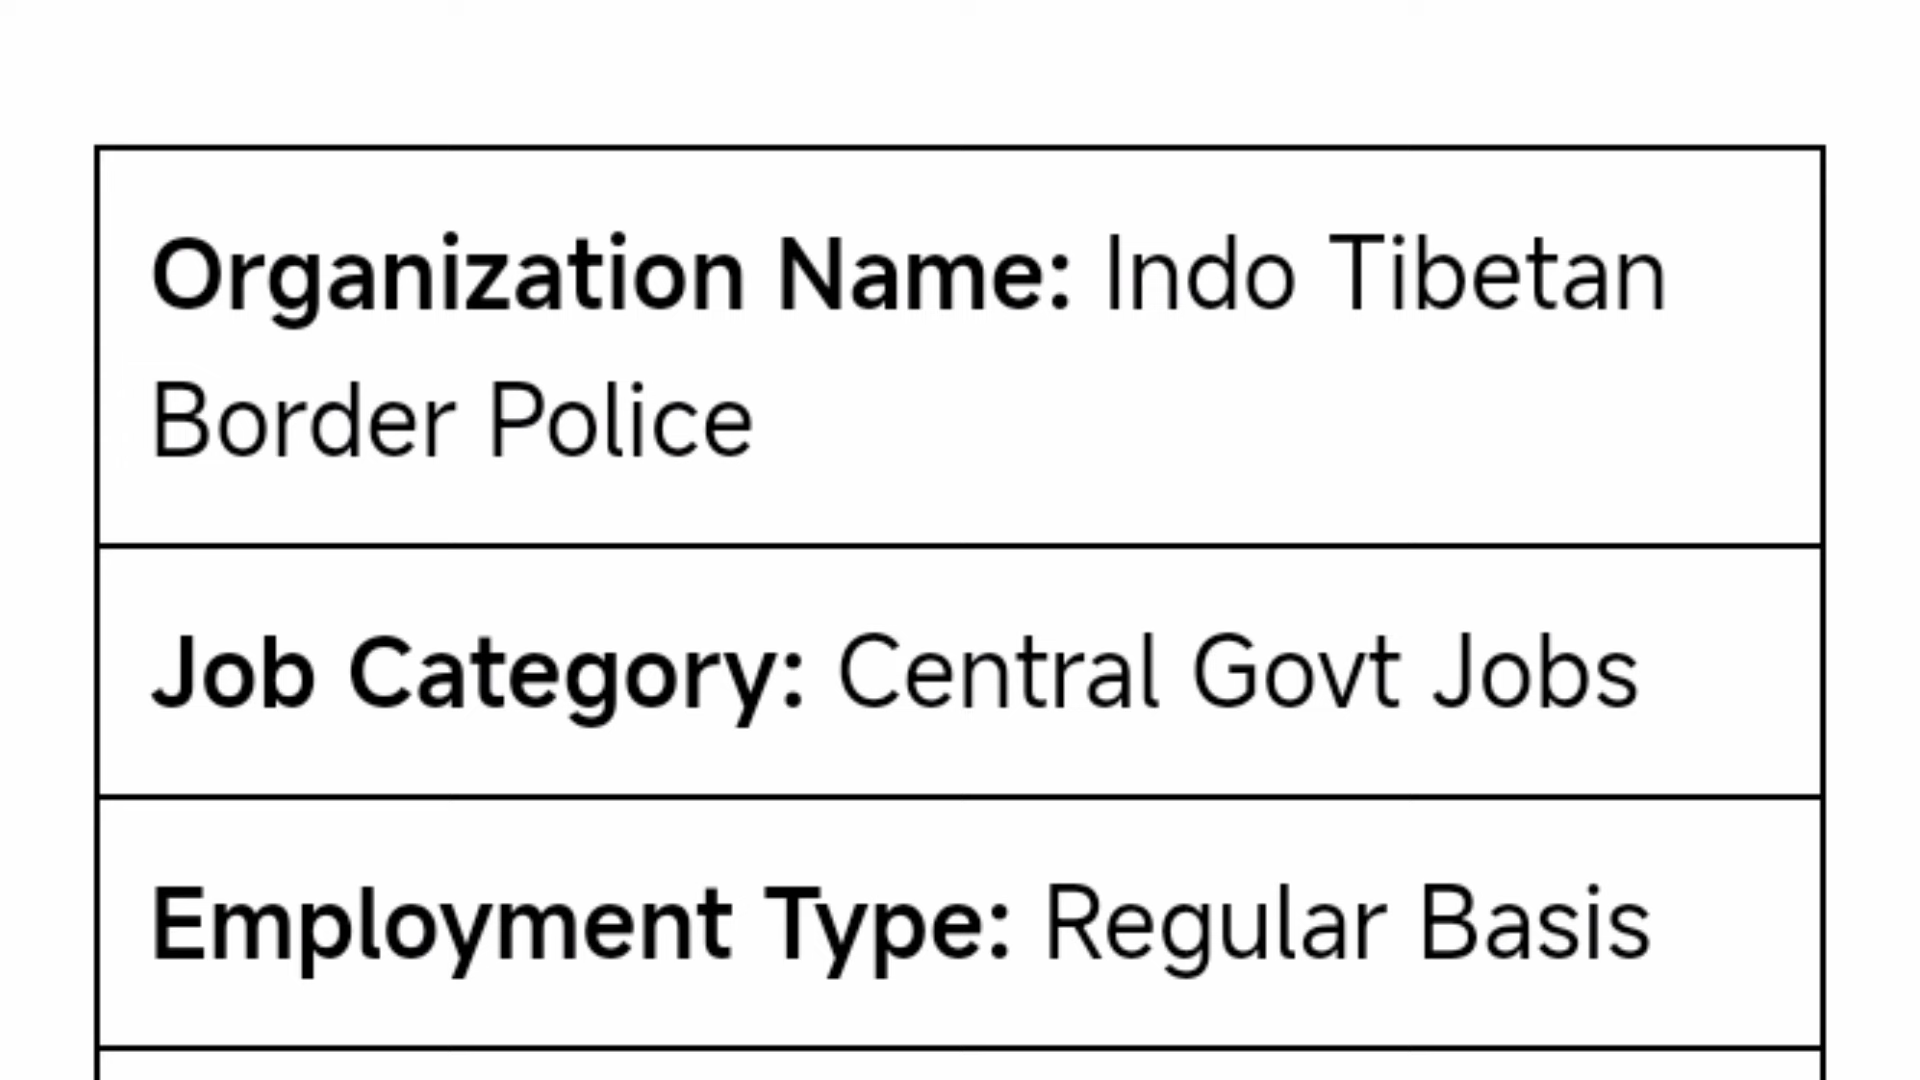 Organization Name: Indo Tibetan
Border Police
Job Category: Central Govt Jobs
Employment Type: Regular Basis